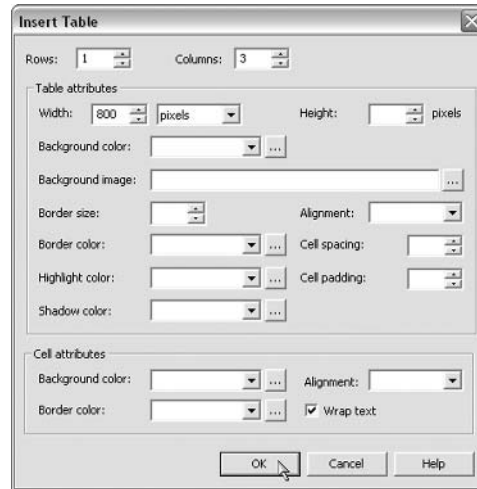 Insert Table
Rows: 1 Columns: 3
Table attributes
Width: 800 pixels Height: pixels
Background color: ...
Background image: ...
Border size: Alignment:
Border color: ... Cell spacing:
Highlight color: ... Cell padding:
Shadow color: ...
Cell attributes
Background color: ... Alignment:
Border color: ... Wrap text
OK Cancel Help